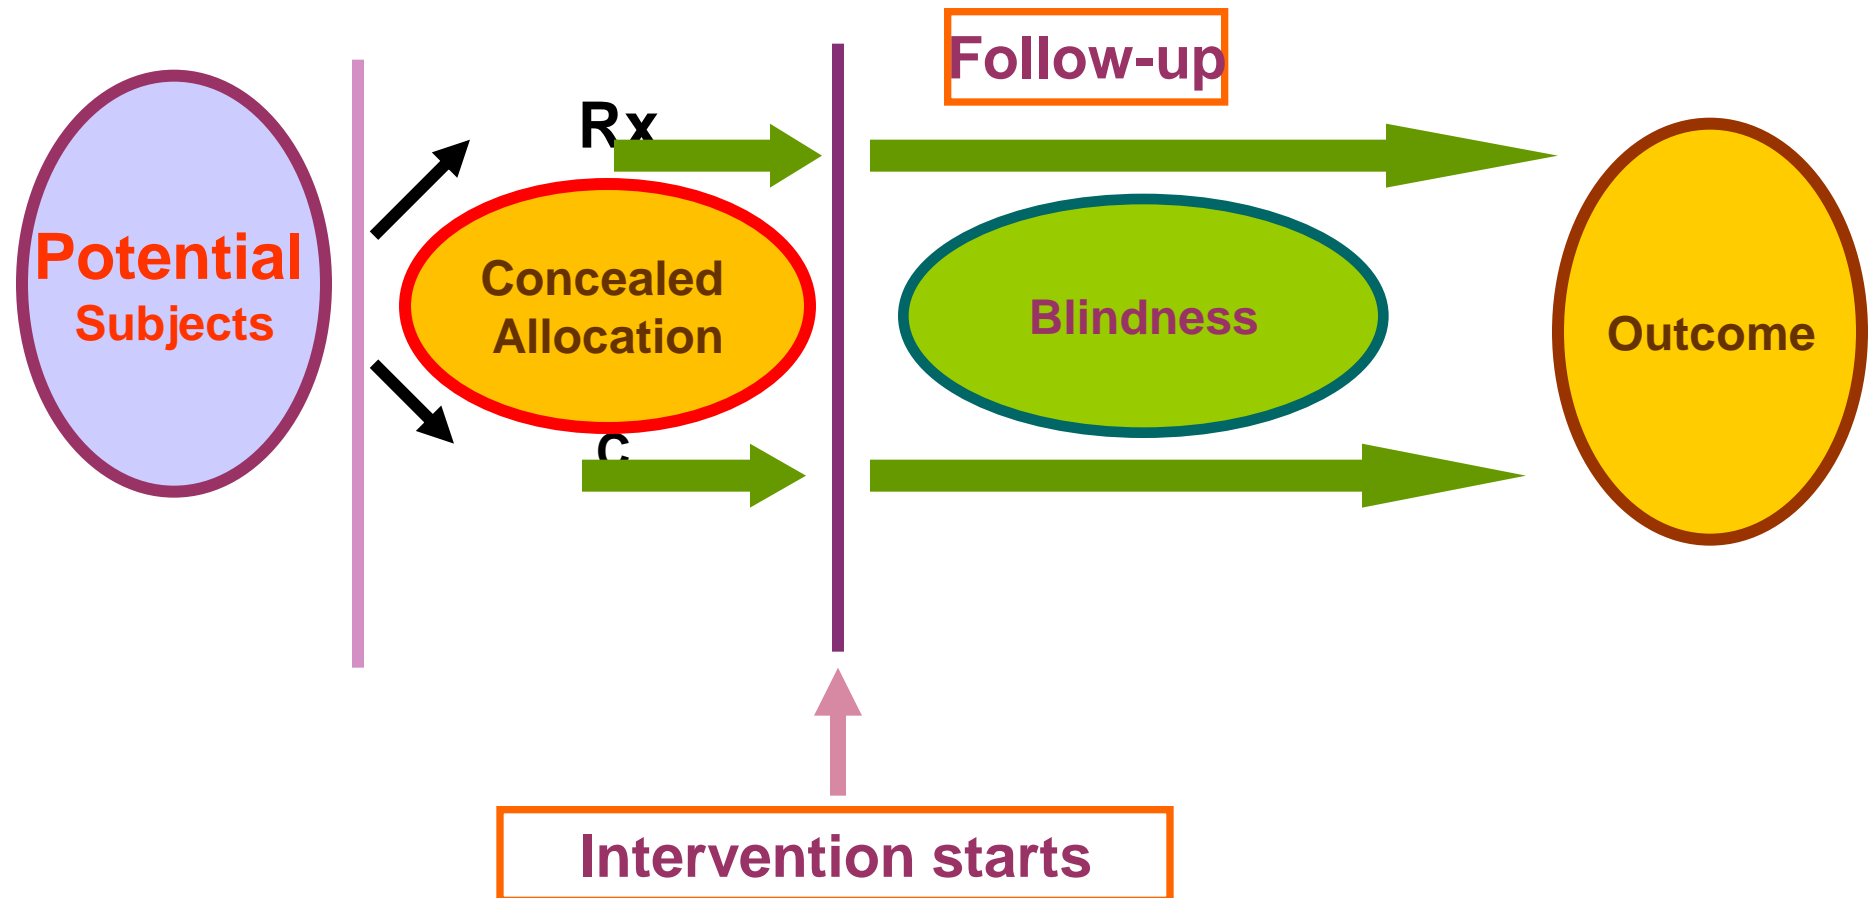 Follow-up
Rx
Potential
Subjects
Concealed
Allocation
Blindness
Outcome
C
Intervention starts